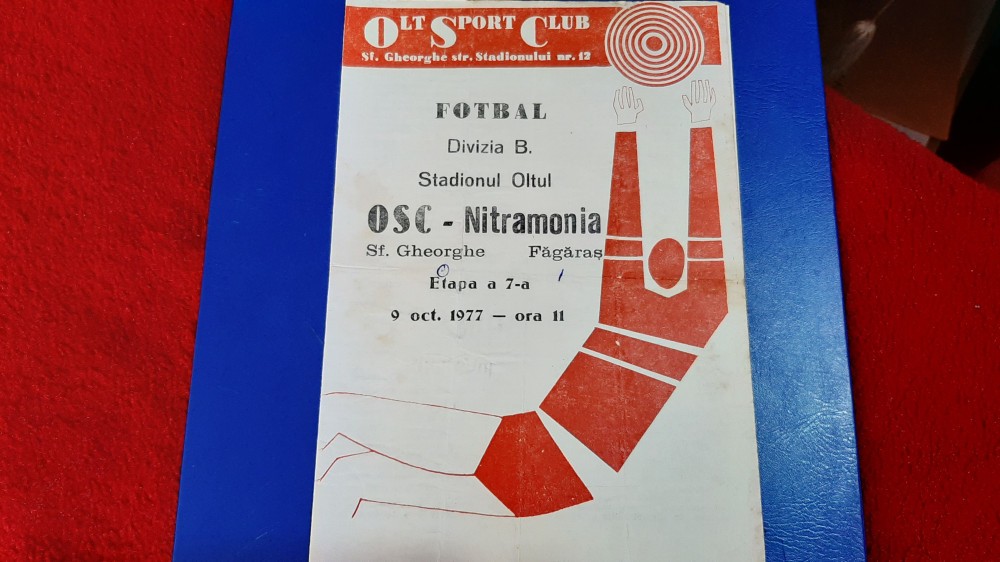 OLT SPORT CLUB
Sf. Gheorghe str. Stadionului nr. 12
FOTBAL
Divizia B.
Stadionul Oltul
OSC - Nitramonia
Sf. Gheorghe Făgăraș
0 1
Etapa a 7-a
9 oct. 1977 — ora 11